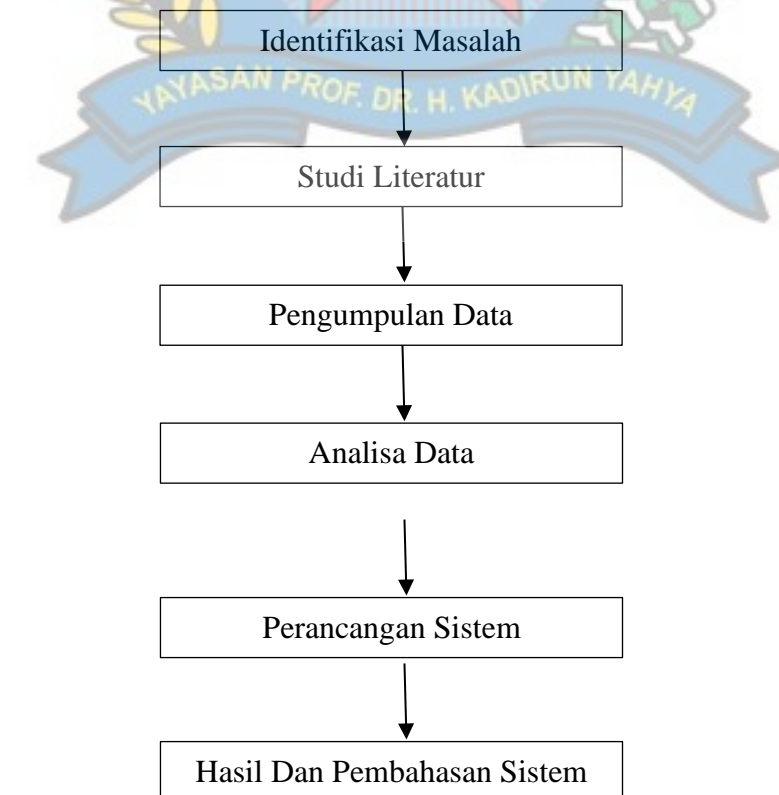 Identifikasi Masalah
YAYASAN PROF. DR. H. KADIRUN YAHYA
Studi Literatur
Pengumpulan Data
Analisa Data
Perancangan Sistem
Hasil Dan Pembahasan Sistem